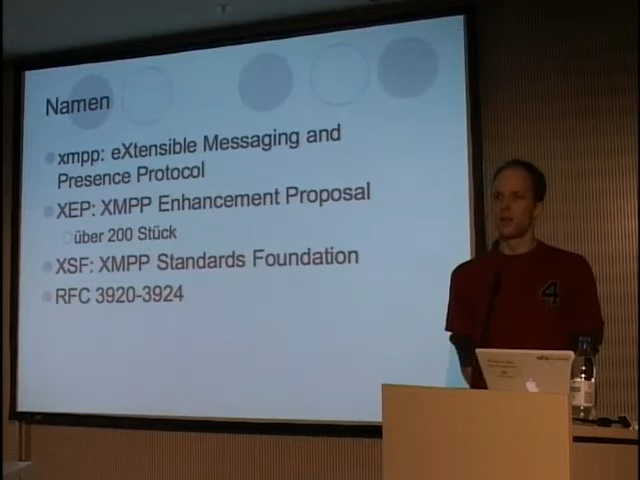 Namen
xmpp: eXtensible Messaging and
Presence Protocol
XEP: XMPP Enhancement Proposal
über 200 Stück
XSF: XMPP Standards Foundation
RFC 3920-3924
4